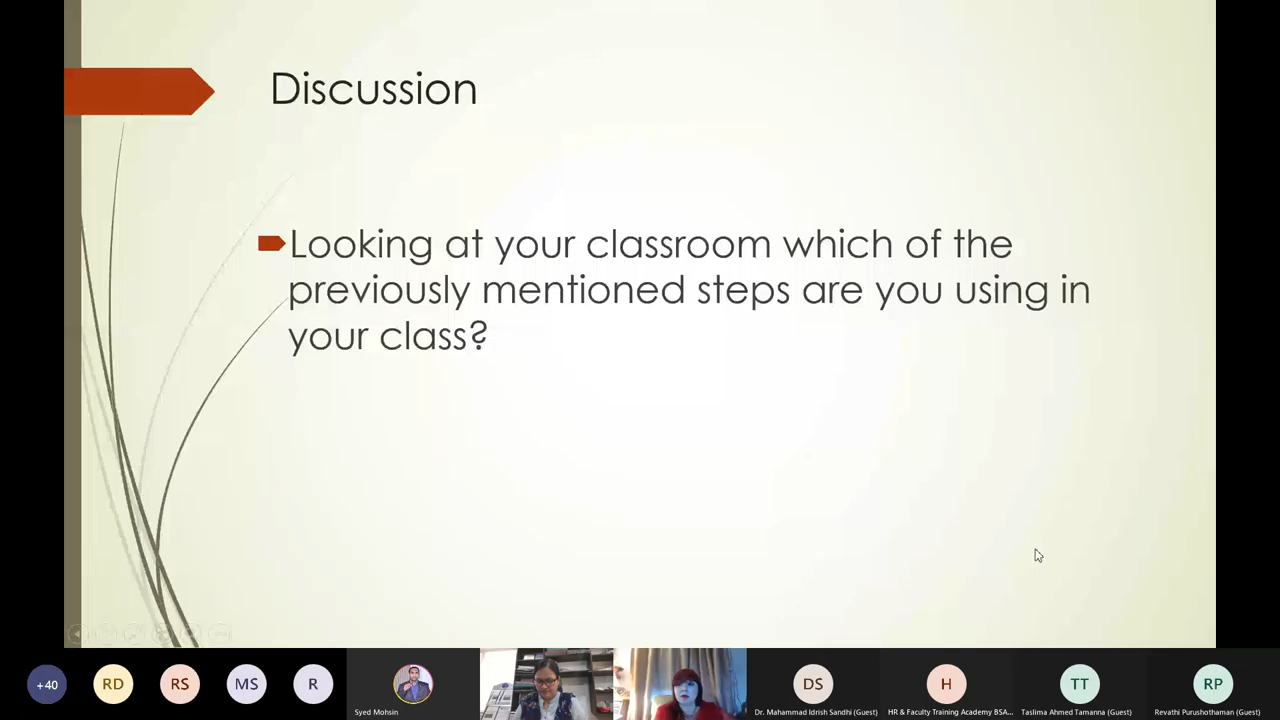 Discussion
Looking at your classroom which of the
previously mentioned steps are you using in
your class?
+40
RD
RS
MS
R
Syed Mohsin
DS
Dr. Mahammad Idrish Sandhi (Guest)
H
HR & Faculty Training Academy BSA...
TT
Taslima Ahmed Tamanna (Guest)
RP
Revathi Purushothaman (Guest)